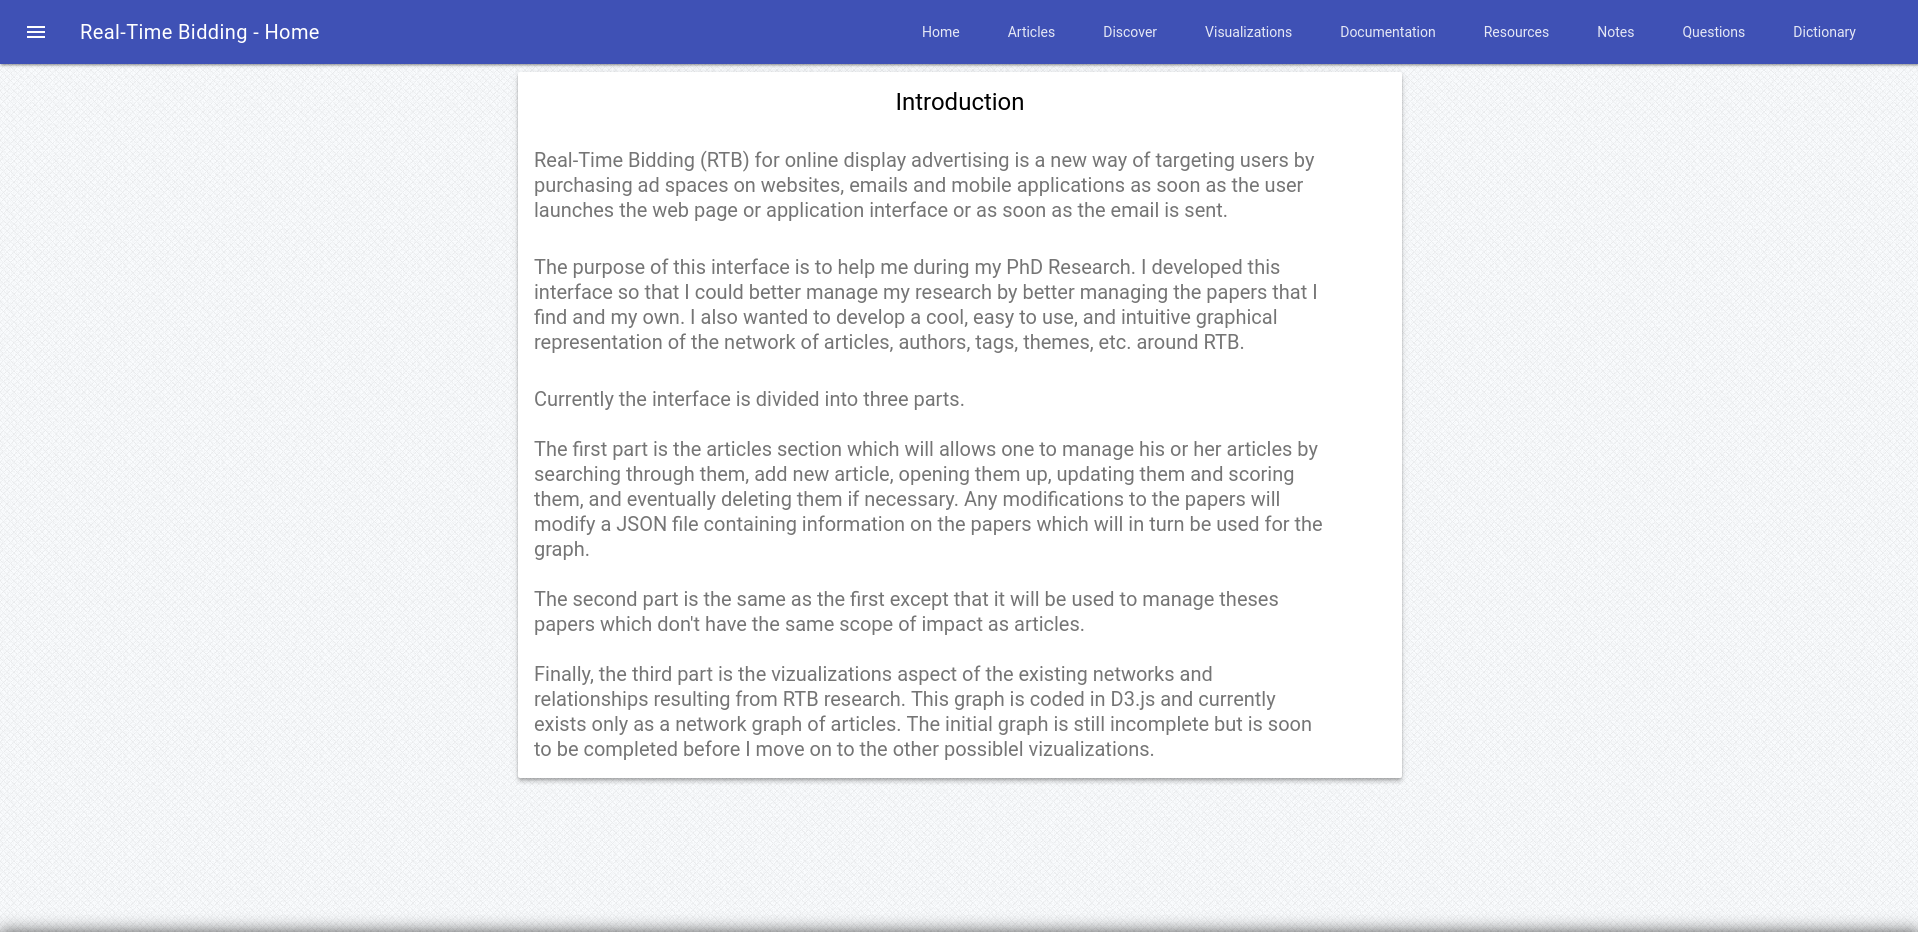 Real-Time Bidding - Home
Home
Articles
Discover
Visualizations
Documentation
Resources
Notes
Questions
Dictionary
Introduction
Real-Time Bidding (RTB) for online display advertising is a new way of targeting users by
purchasing ad spaces on websites, emails and mobile applications as soon as the user
launches the web page or application interface or as soon as the email is sent.
The purpose of this interface is to help me during my PhD Research. I developed this
interface so that I could better manage my research by better managing the papers that I
find and my own. I also wanted to develop a cool, easy to use, and intuitive graphical
representation of the network of articles, authors, tags, themes, etc. around RTB.
Currently the interface is divided into three parts.
The first part is the articles section which will allows one to manage his or her articles by
searching through them, add new article, opening them up, updating them and scoring
them, and eventually deleting them if necessary. Any modifications to the papers will
modify a JSON file containing information on the papers which will in turn be used for the
graph.
The second part is the same as the first except that it will be used to manage theses
papers which don't have the same scope of impact as articles.
Finally, the third part is the vizualizations aspect of the existing networks and
relationships resulting from RTB research. This graph is coded in D3.js and currently
exists only as a network graph of articles. The initial graph is still incomplete but is soon
to be completed before I move on to the other possiblel vizualizations.